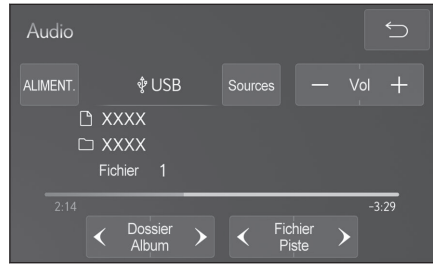 Audio
ALIMENT. USB Sources — Vol +
XXXX
XXXX
Fichier 1
2:14 -3:29
Dossier Fichier
Album Piste